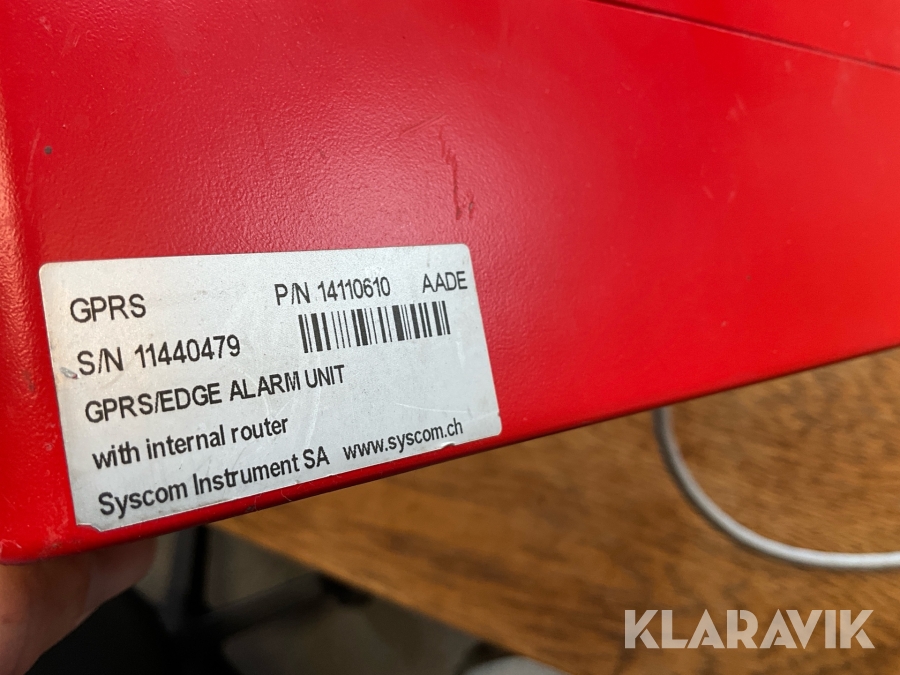 GPRS P/N 14110610 AADE
S/N 11440479
GPRS/EDGE ALARM UNIT
with internal router
Syscom Instrument SA www.syscom.ch
KLARAVIK